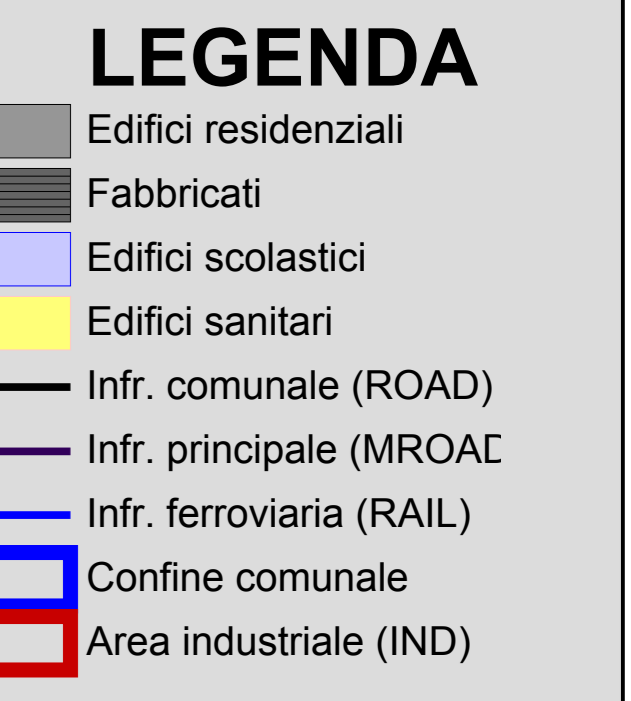 LEGENDA
Edifici residenziali
Fabbricati
Edifici scolastici
Edifici sanitari
Infr. comunale (ROAD)
Infr. principale (MROAD
Infr. ferroviaria (RAIL)
Confine comunale
Area industriale (IND)